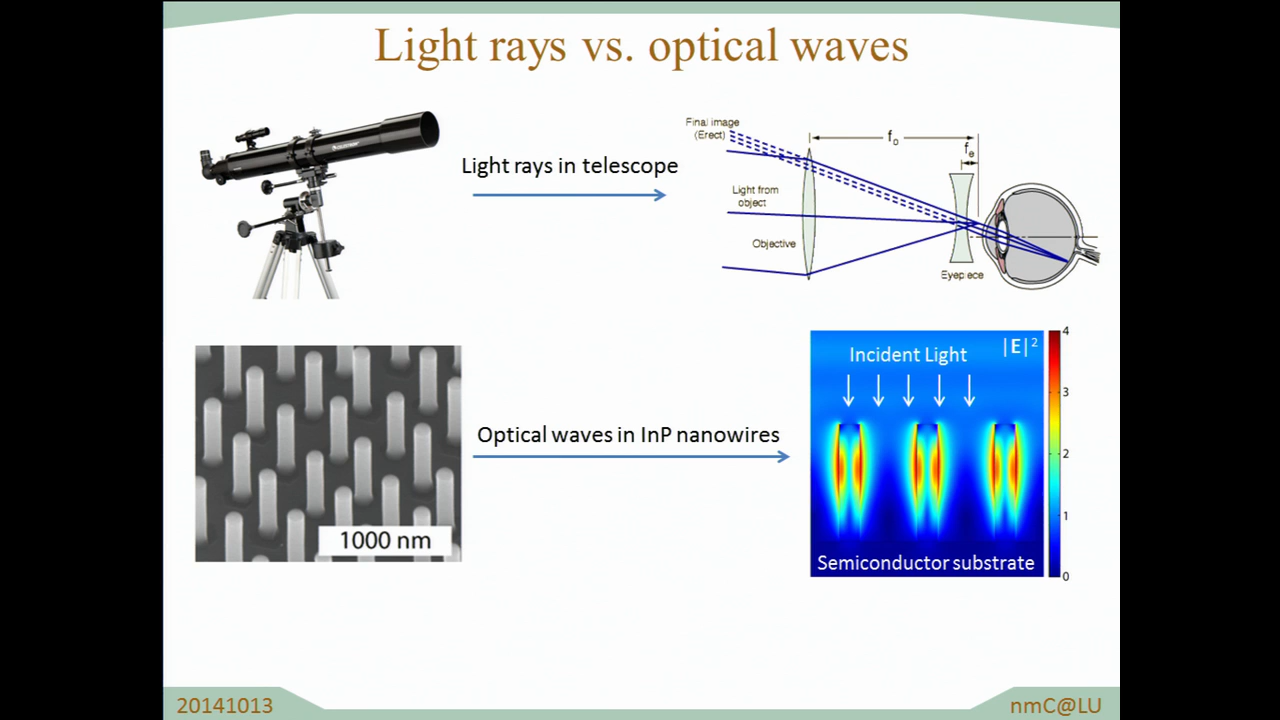 Light rays vs. optical waves
Light rays in telescope
Final image
(Erect)
fo
fe
Light from
object
Objective
Eyepiece
Optical waves in InP nanowires
1000 nm
Incident Light
|E|²
4
3
2
1
0
Semiconductor substrate
20141013
nmC@LU